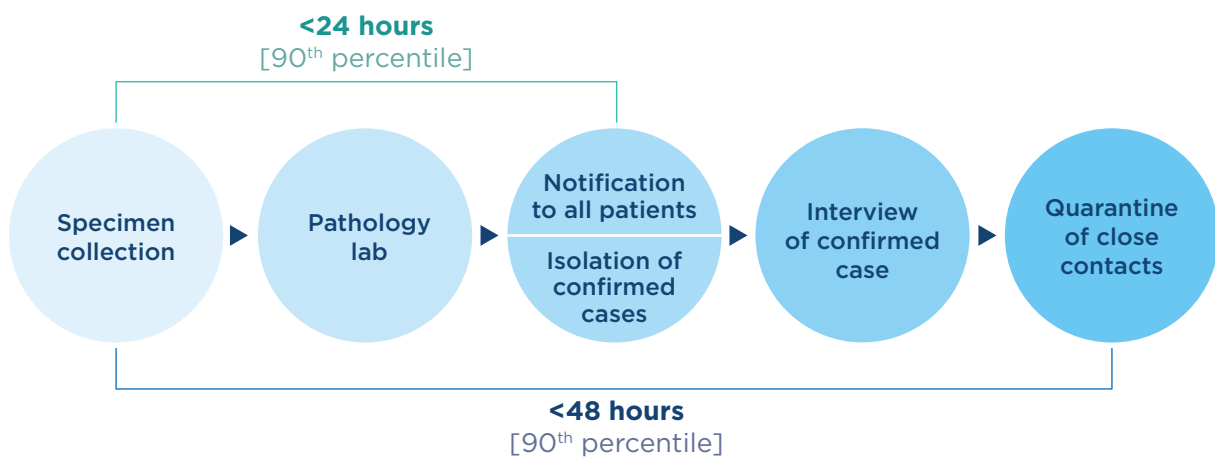 <24 hours
[90th percentile]
Specimen
collection
Pathology
lab
Notification
to all patients
Isolation of
confirmed
cases
Interview
of confirmed
case
Quarantine
of close
contacts
<48 hours
[90th percentile]